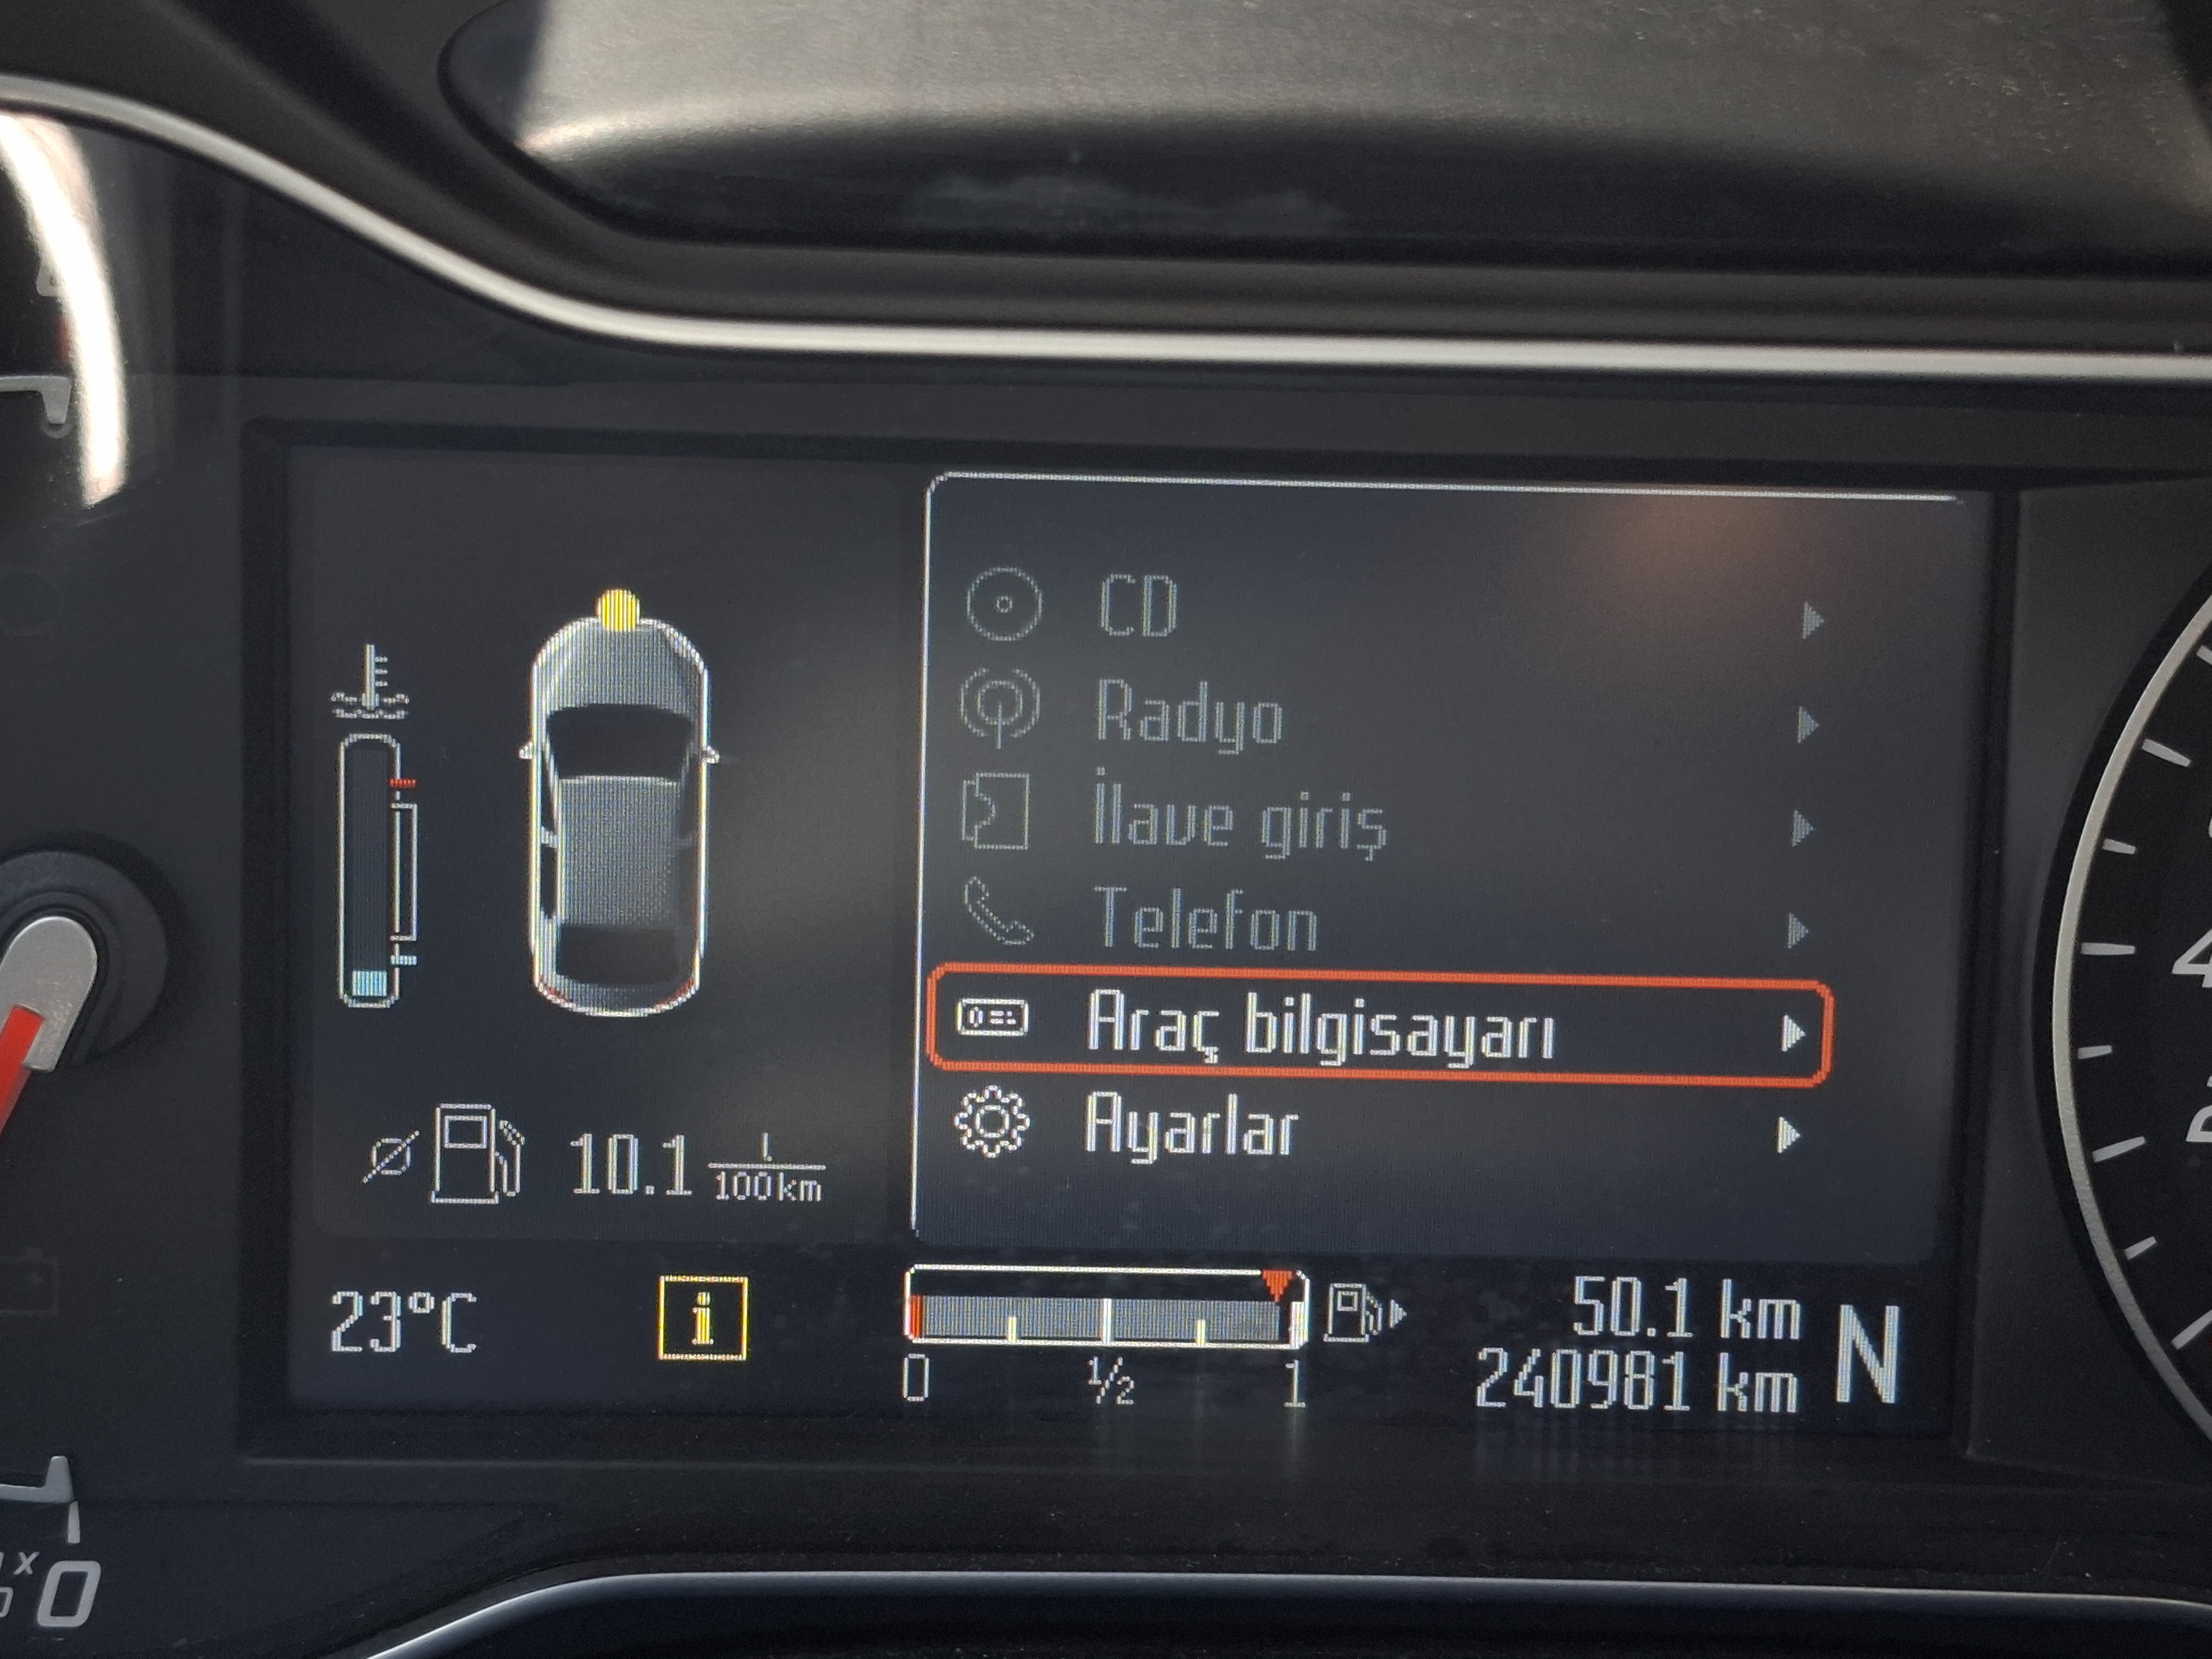 CD
Radyo
İlave giriş
Telefon
Araç bilgisayarı
Ayarlar
Ø 10.1 L/100km
23°C
i
0 1/2 1
50.1 km
240981 km
N
0